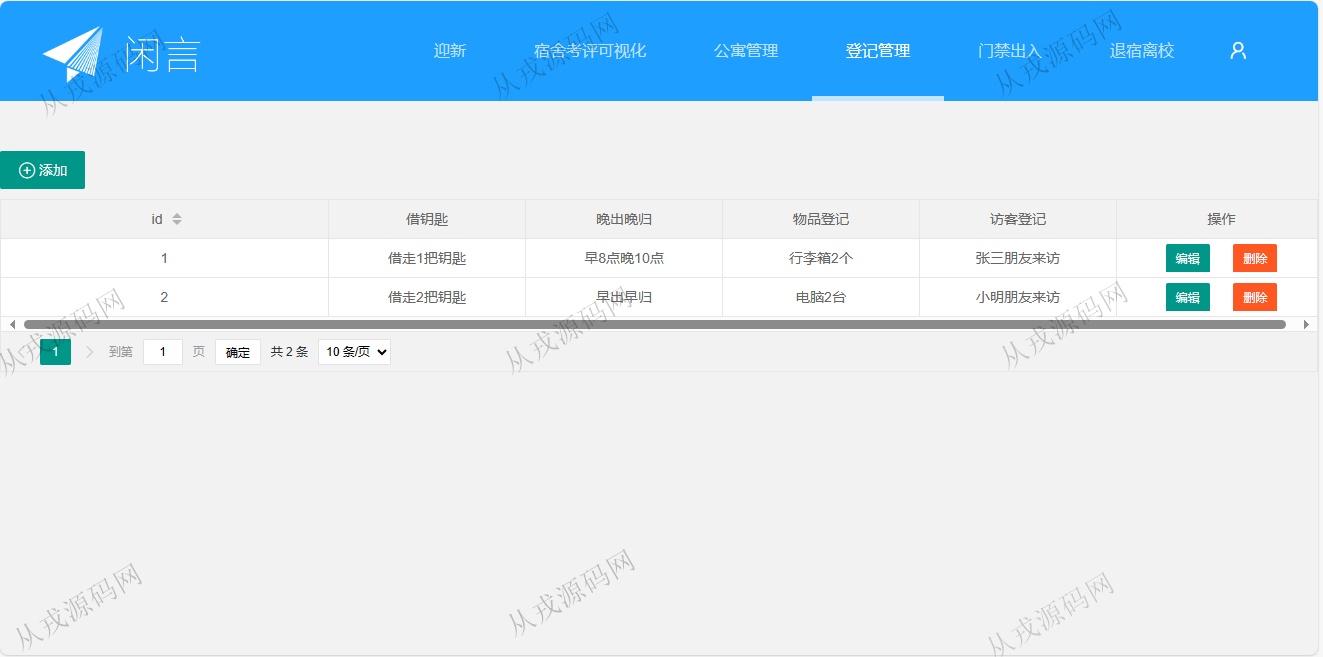 闲言
迎新 宿舍考评可视化 公寓管理 登记管理 门禁出入 退宿离校
添加
id 借钥匙 晚出晚归 物品登记 访客登记 操作
1 借走1把钥匙 早8点晚10点 行李箱2个 张三朋友来访 编辑 删除
2 借走2把钥匙 早出早归 电脑2台 小明朋友来访 编辑 删除
1 到第 1 页 确定 共 2 条 10 条/页
从戎源码网
从戎源码网
从戎源码网
从戎源码网
从戎源码网
从戎源码网
从戎源码网
从戎源码网
从戎源码网